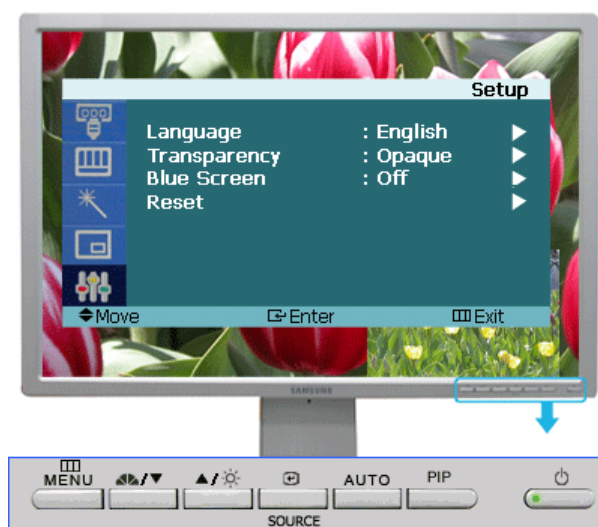 Setup
Language : English
Transparency : Opaque
Blue Screen : Off
Reset
Move Enter Exit
SAMSUNG
MENU AUTO PIP
SOURCE